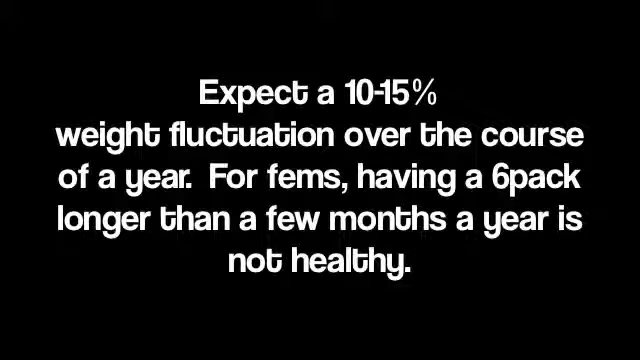 Expect a 10-15%
weight fluctuation over the course
of a year.  For fems, having a 6pack
longer than a few months a year is
not healthy.